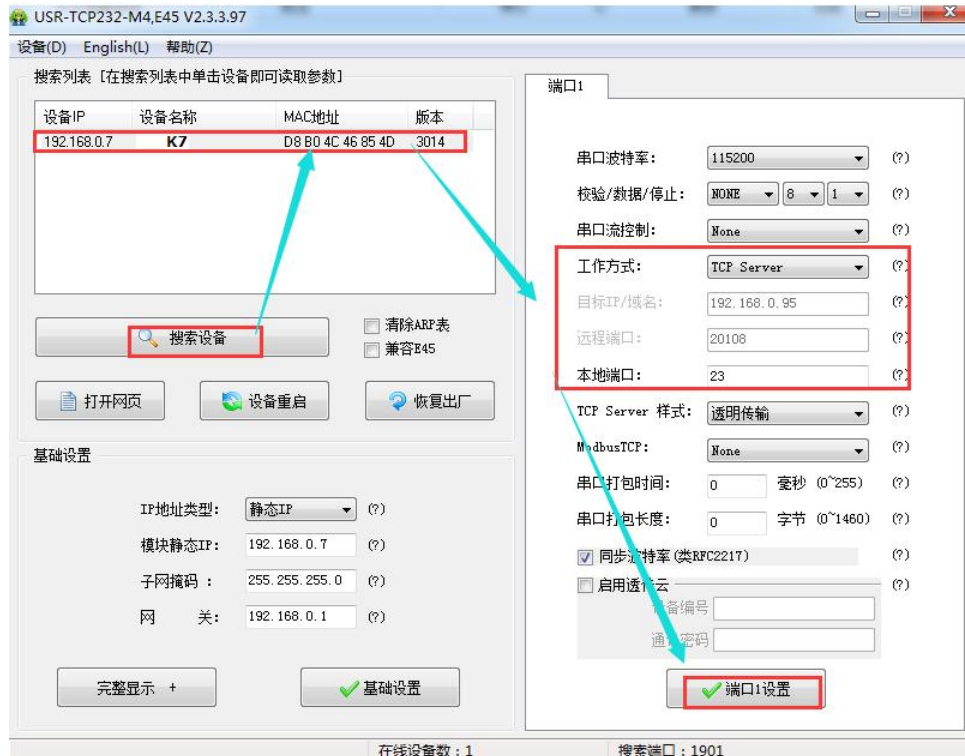 USR-TCP232-M4,E45 V2.3.3.97
设备(D) English(L) 帮助(Z)
搜索列表 [在搜索列表中单击设备即可读取参数]
设备IP 设备名称 MAC地址 版本
192.168.0.7 K7 D8 B0 4C 46 85 4D 3014
搜索设备
清除ARP表
兼容E45
打开网页 设备重启 恢复出厂
基础设置
IP地址类型: 静态IP (?)
模块静态IP: 192.168.0.7 (?)
子网掩码 : 255.255.255.0 (?)
网 关: 192.168.0.1 (?)
完整显示 + 基础设置
端口1
串口波特率: 115200 (?)
校验/数据/停止: NONE 8 1 (?)
串口流控制: None (?)
工作方式: TCP Server (?)
目标IP/域名: 192.168.0.95 (?)
远程端口: 20108 (?)
本地端口: 23 (?)
TCP Server 样式: 透明传输 (?)
ModbusTCP: None (?)
串口打包时间: 0 毫秒 (0~255) (?)
串口打包长度: 0 字节 (0~1460) (?)
同步波特率(类RFC2217) (?)
启用透传云 (?)
设备编号
通讯密码
端口1设置
在线设备数:1 搜索端口:1901